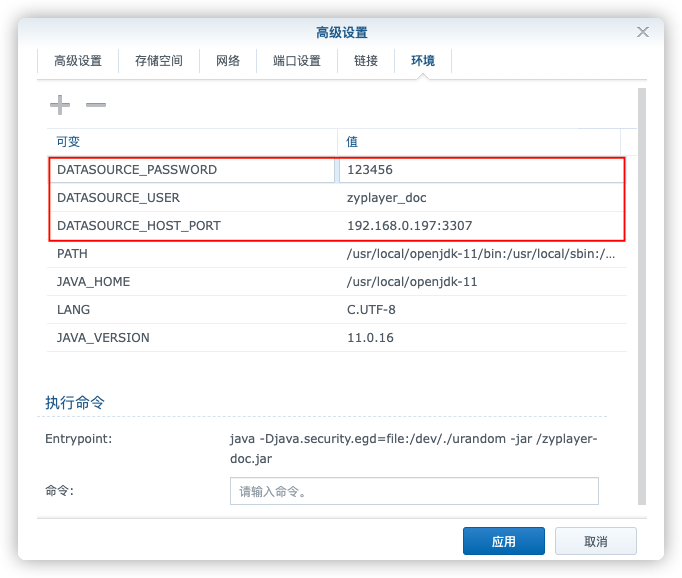 高级设置
高级设置 存储空间 网络 端口设置 链接 环境
可变 值
DATASOURCE_PASSWORD 123456
DATASOURCE_USER zyplayer_doc
DATASOURCE_HOST_PORT 192.168.0.197:3307
PATH /usr/local/openjdk-11/bin:/usr/local/sbin:/...
JAVA_HOME /usr/local/openjdk-11
LANG C.UTF-8
JAVA_VERSION 11.0.16
执行命令
Entrypoint: java -Djava.security.egd=file:/dev/./urandom -jar /zyplayer-
doc.jar
命令: 请输入命令。
应用 取消